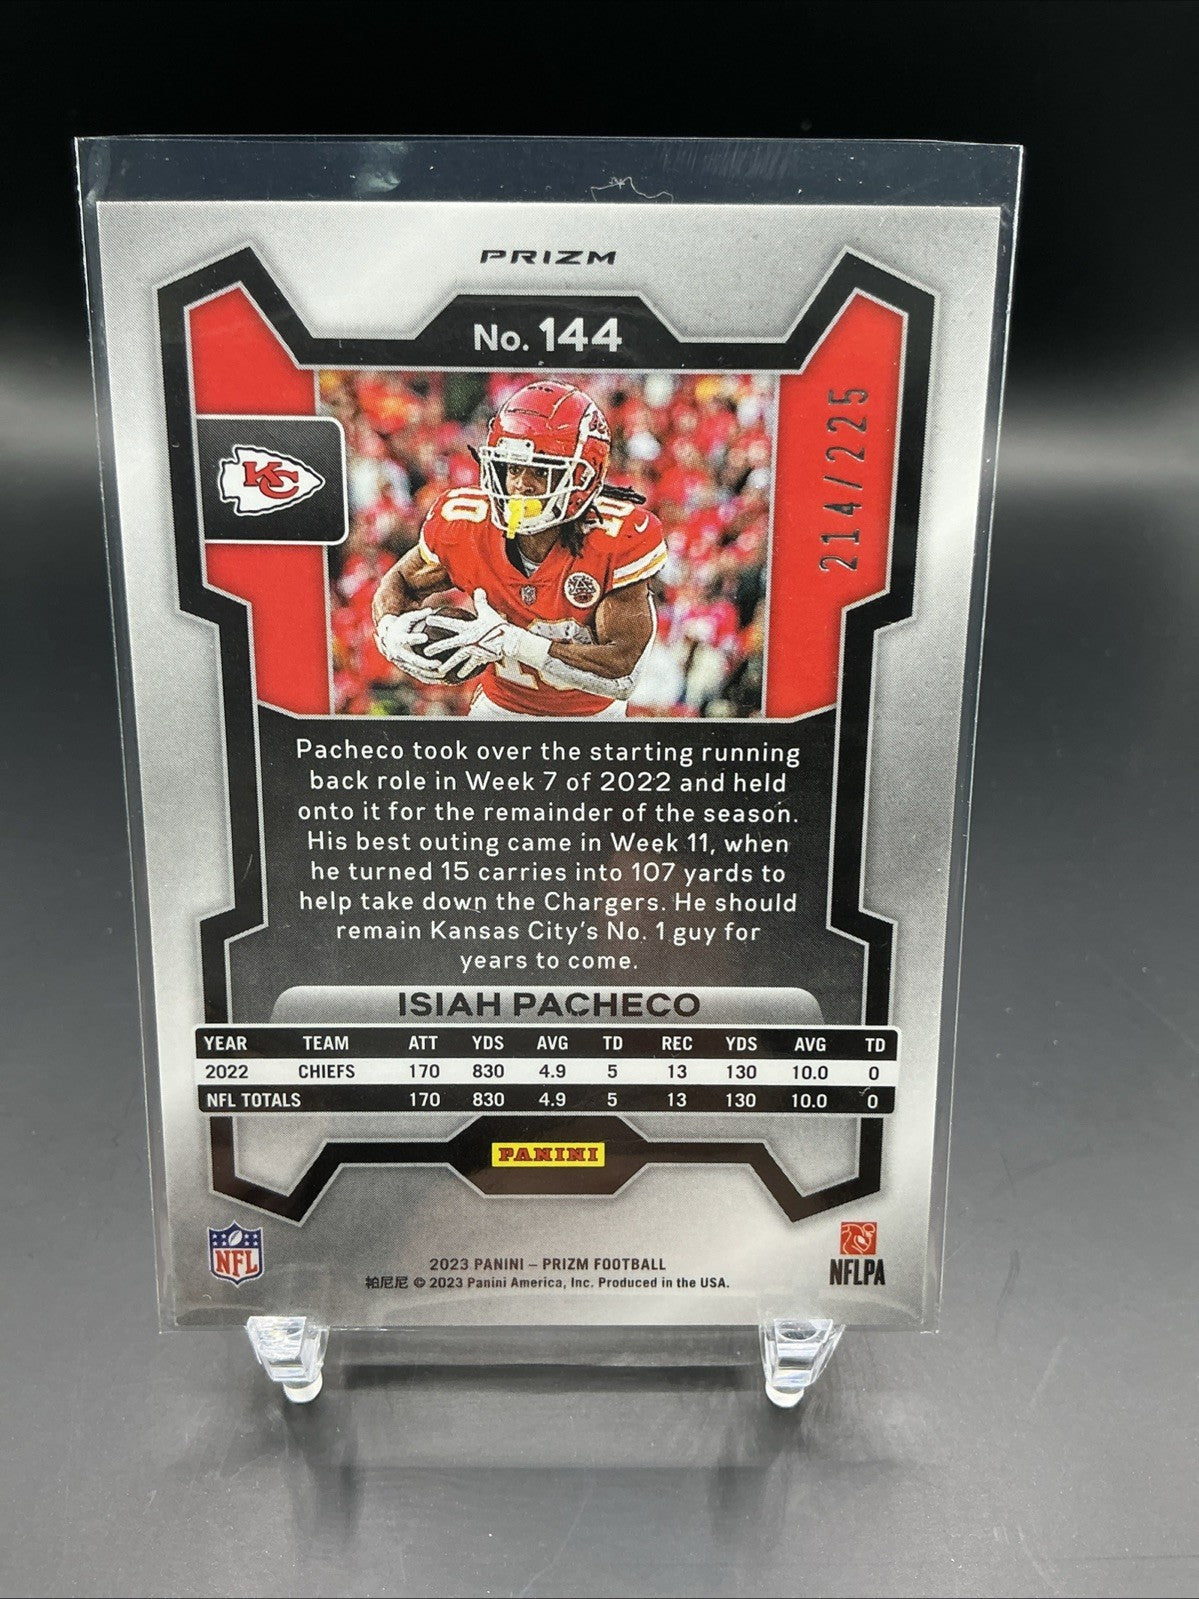 PRIZM
No. 144
KC
214/225
10
10
Pacheco took over the starting running
back role in Week 7 of 2022 and held
onto it for the remainder of the season.
His best outing came in Week 11, when
he turned 15 carries into 107 yards to
help take down the Chargers. He should
remain Kansas City's No. 1 guy for
years to come.
ISIAH PACHECO
YEAR TEAM ATT YDS AVG TD REC YDS AVG TD
2022 CHIEFS 170 830 4.9 5 13 130 10.0 0
NFL TOTALS 170 830 4.9 5 13 130 10.0 0
PANINI
NFL
2023 PANINI – PRIZM FOOTBALL
帕尼尼 © 2023 Panini America, Inc. Produced in the USA.
NFLPA